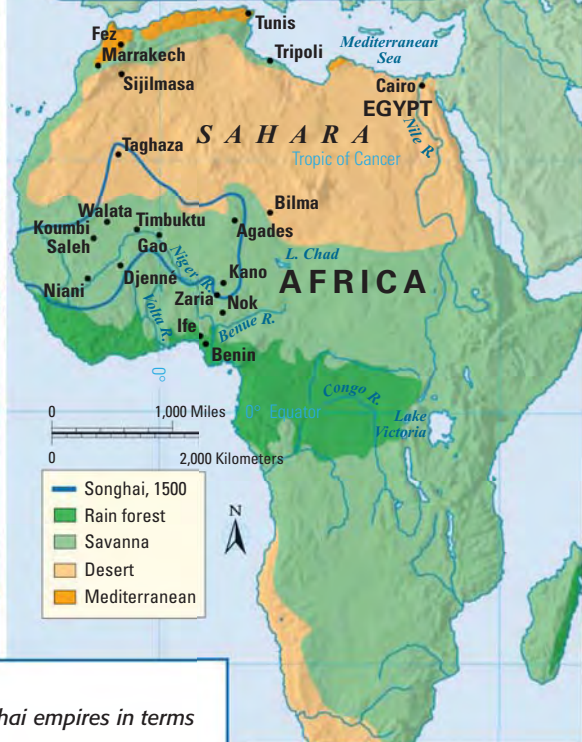 Tunis
Fez
Mediterranean
Sea
Marrakech
Tripoli
Sijilmasa
Cairo
EGYPT
SAHARA
Nile R.
Taghaza
Tropic of Cancer
Bilma
Walata
Timbuktu
Koumbi
Saleh
Agades
Gao
L. Chad
Niger R.
Kano
AFRICA
Niani
Djenné
Zaria
Nok
Volta R.
Ife
Benue R.
Benin
0°
Congo R.
0 1,000 Miles
0° Equator
Lake
Victoria
0 2,000 Kilometers
N
Songhai, 1500
Rain forest
Savanna
Desert
Mediterranean
hai empires in terms